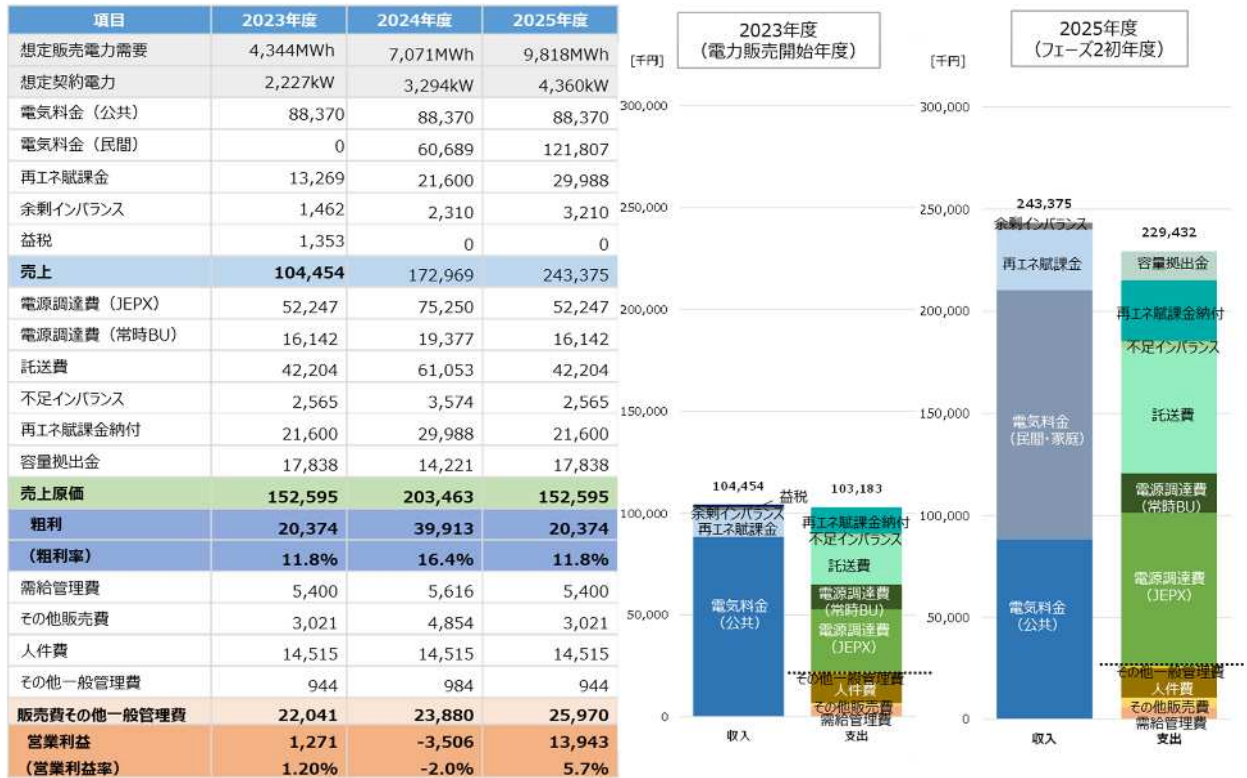 項目 2023年度 2024年度 2025年度
想定販売電力需要 4,344MWh 7,071MWh 9,818MWh
想定契約電力 2,227kW 3,294kW 4,360kW
電気料金（公共） 88,370 88,370 88,370
電気料金（民間） 0 60,689 121,807
再エネ賦課金 13,269 21,600 29,988
余剰インバランス 1,462 2,310 3,210
益税 1,353 0 0
売上 104,454 172,969 243,375
電源調達費（JEPX） 52,247 75,250 52,247
電源調達費（常時BU） 16,142 19,377 16,142
託送費 42,204 61,053 42,204
不足インバランス 2,565 3,574 2,565
再エネ賦課金納付 21,600 29,988 21,600
容量拠出金 17,838 14,221 17,838
売上原価 152,595 203,463 152,595
粗利 20,374 39,913 20,374
（粗利率） 11.8% 16.4% 11.8%
需給管理費 5,400 5,616 5,400
その他販売費 3,021 4,854 3,021
人件費 14,515 14,515 14,515
その他一般管理費 944 984 944
販売費その他一般管理費 22,041 23,880 25,970
営業利益 1,271 -3,506 13,943
（営業利益率） 1.20% -2.0% 5.7%
2023年度
（電力販売開始年度）
[千円]
300,000
250,000
200,000
150,000
100,000
50,000
0
104,454
益税
余剰インバランス
再エネ賦課金
電気料金
（公共）
収入
103,183
再エネ賦課金納付
不足インバランス
託送費
電源調達費
（常時BU）
電源調達費
（JEPX）
その他一般管理費
人件費
その他販売費
需給管理費
支出
2025年度
（フェーズ2初年度）
[千円]
300,000
250,000
200,000
150,000
100,000
50,000
0
243,375
余剰インバランス
再エネ賦課金
電気料金
（民間・家庭）
電気料金
（公共）
収入
229,432
容量拠出金
再エネ賦課金納付
不足インバランス
託送費
電源調達費
（常時BU）
電源調達費
（JEPX）
その他一般管理費
人件費
その他販売費
需給管理費
支出